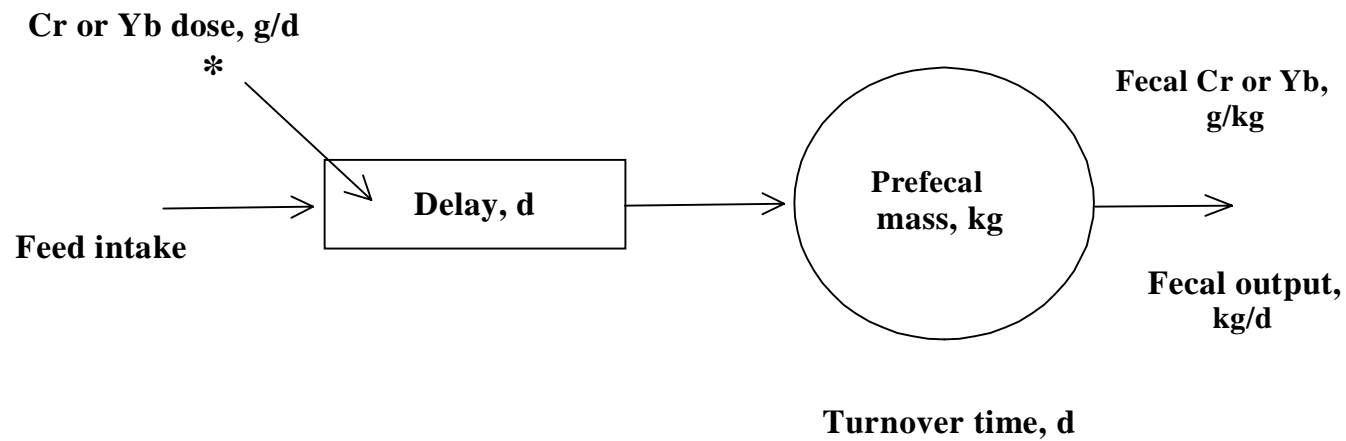 Cr or Yb dose, g/d
*
Fecal Cr or Yb,
g/kg
Delay, d
Prefecal
mass, kg
Feed intake
Fecal output,
kg/d
Turnover time, d